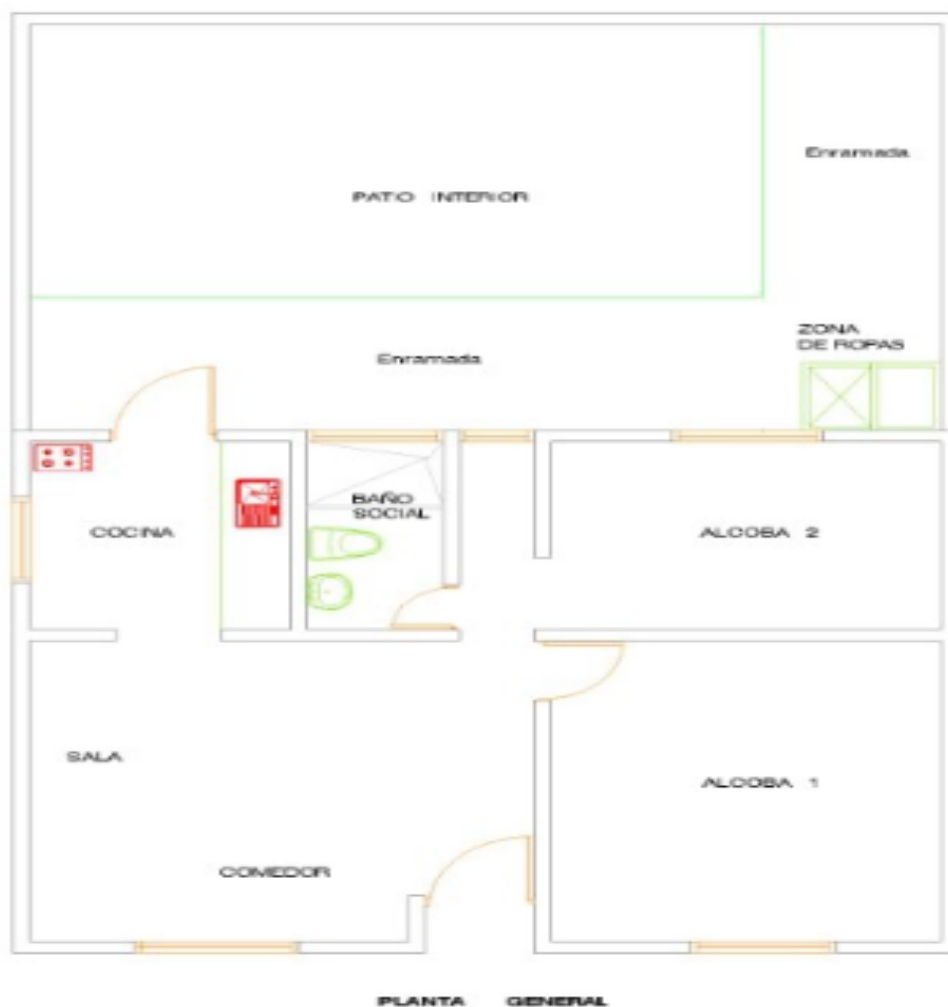 Enramada
PATIO INTERIOR
ZONA
DE ROPAS
Enramada
BAÑO
SOCIAL
COCINA
ALCOBA 2
SALA
ALCOBA 1
COMEDOR
PLANTA GENERAL